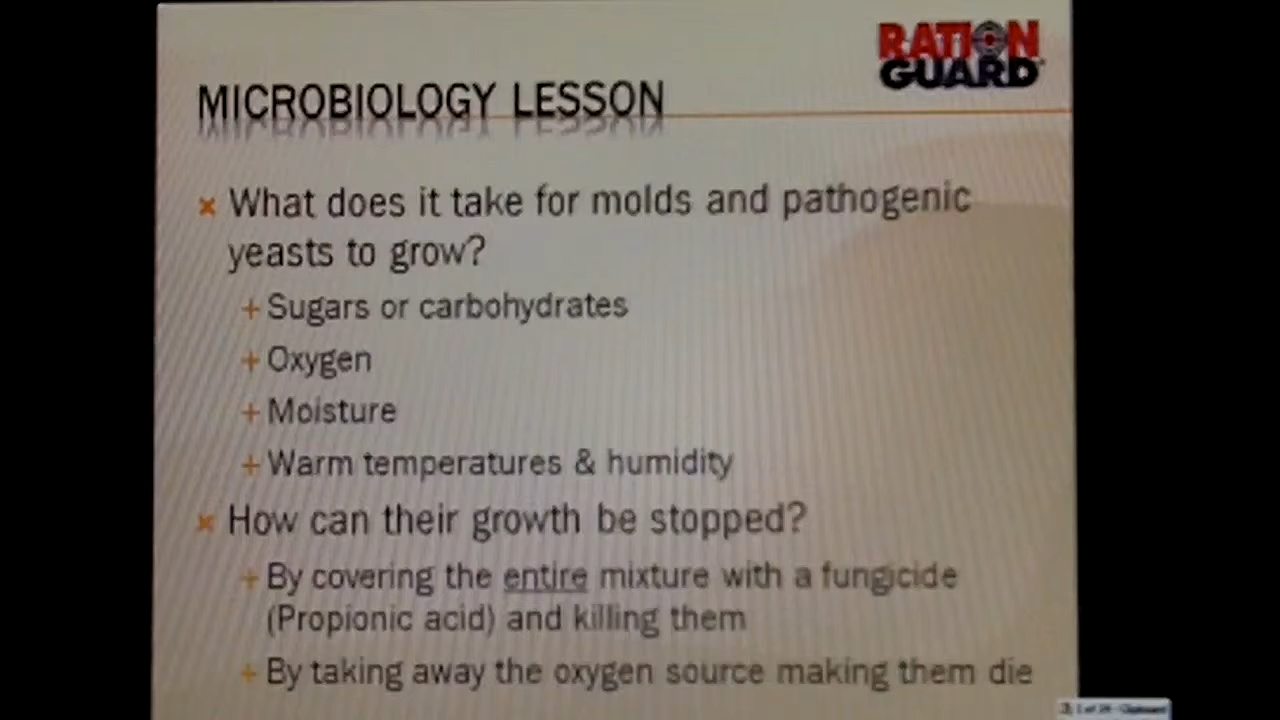 RATION
GUARD
MICROBIOLOGY LESSON
What does it take for molds and pathogenic
yeasts to grow?
+ Sugars or carbohydrates
+ Oxygen
+ Moisture
+ Warm temperatures & humidity
How can their growth be stopped?
+ By covering the entire mixture with a fungicide
(Propionic acid) and killing them
+ By taking away the oxygen source making them die